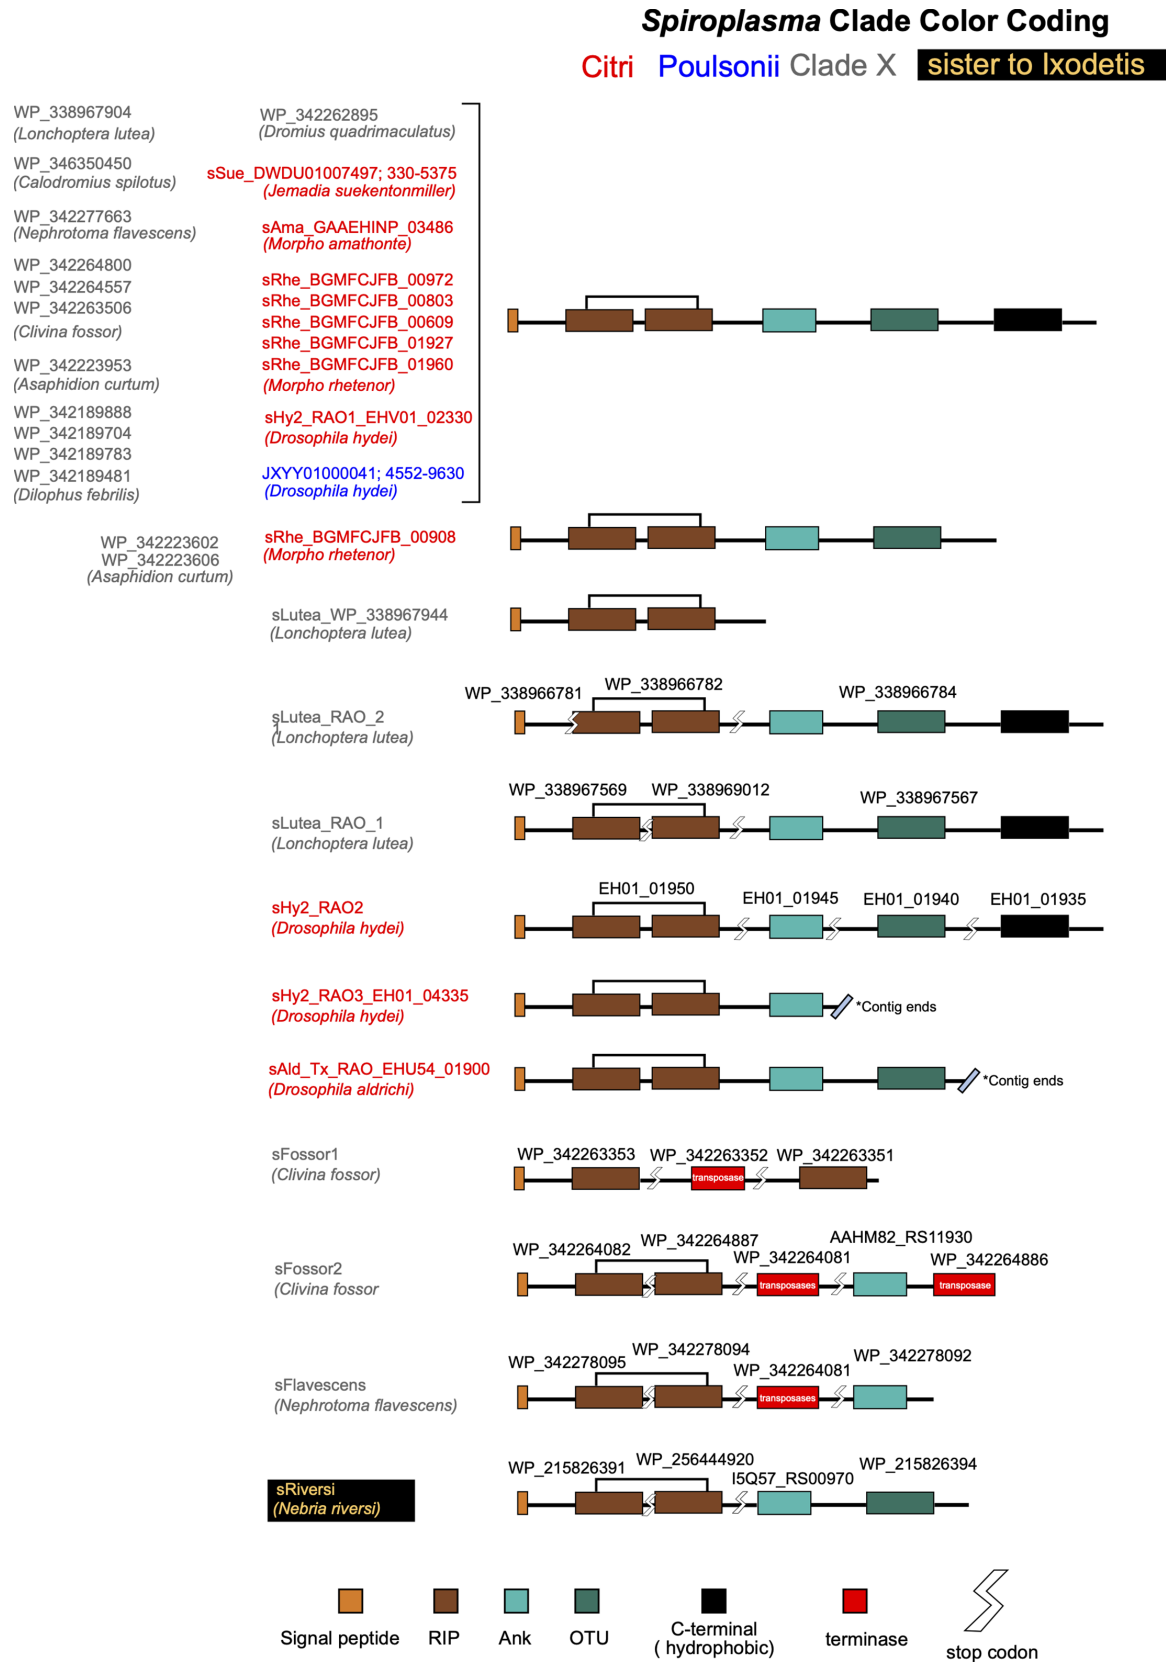 Spiroplasma Clade Color Coding
Citri Poulsonii Clade X sister to Ixodetis
WP_338967904
(Lonchoptera lutea)
WP_346350450
(Calodromius spilotus)
WP_342277663
(Nephrotoma flavescens)
WP_342264800
WP_342264557
WP_342263506
(Clivina fossor)
WP_342223953
(Asaphidion curtum)
WP_342189888
WP_342189704
WP_342189783
WP_342189481
(Dilophus febrilis)
WP_342262895
(Dromius quadrimaculatus)
sSue_DWDU01007497; 330-5375
(Jemadia suekentonmiller)
sAma_GAAEHINP_03486
(Morpho amathonte)
sRhe_BGMFCJFB_00972
sRhe_BGMFCJFB_00803
sRhe_BGMFCJFB_00609
sRhe_BGMFCJFB_01927
sRhe_BGMFCJFB_01960
(Morpho rhetenor)
sHy2_RAO1_EHV01_02330
(Drosophila hydei)
JXYY01000041; 4552-9630
(Drosophila hydei)
WP_342223602
WP_342223606
(Asaphidion curtum)
sRhe_BGMFCJFB_00908
(Morpho rhetenor)
sLutea_WP_338967944
(Lonchoptera lutea)
sLutea_RAO_2
(Lonchoptera lutea)
WP_338966781 WP_338966782 WP_338966784
sLutea_RAO_1
(Lonchoptera lutea)
WP_338967569 WP_338969012 WP_338967567
sHy2_RAO2
(Drosophila hydei)
EH01_01950 EH01_01945 EH01_01940 EH01_01935
sHy2_RAO3_EH01_04335
(Drosophila hydei)
*Contig ends
sAld_Tx_RAO_EHU54_01900
(Drosophila aldrichi)
*Contig ends
sFossor1
(Clivina fossor)
WP_342263353 WP_342263352 WP_342263351
transposase
sFossor2
(Clivina fossor
WP_342264082 WP_342264887 WP_342264081 AAHM82_RS11930 WP_342264886
transposases transposase
sFlavescens
(Nephrotoma flavescens)
WP_342278095 WP_342278094 WP_342264081 WP_342278092
transposases
sRiversi
(Nebria riversi)
WP_215826391 WP_256444920 I5Q57_RS00970 WP_215826394
Signal peptide RIP Ank OTU C-terminal
( hydrophobic) terminase stop codon